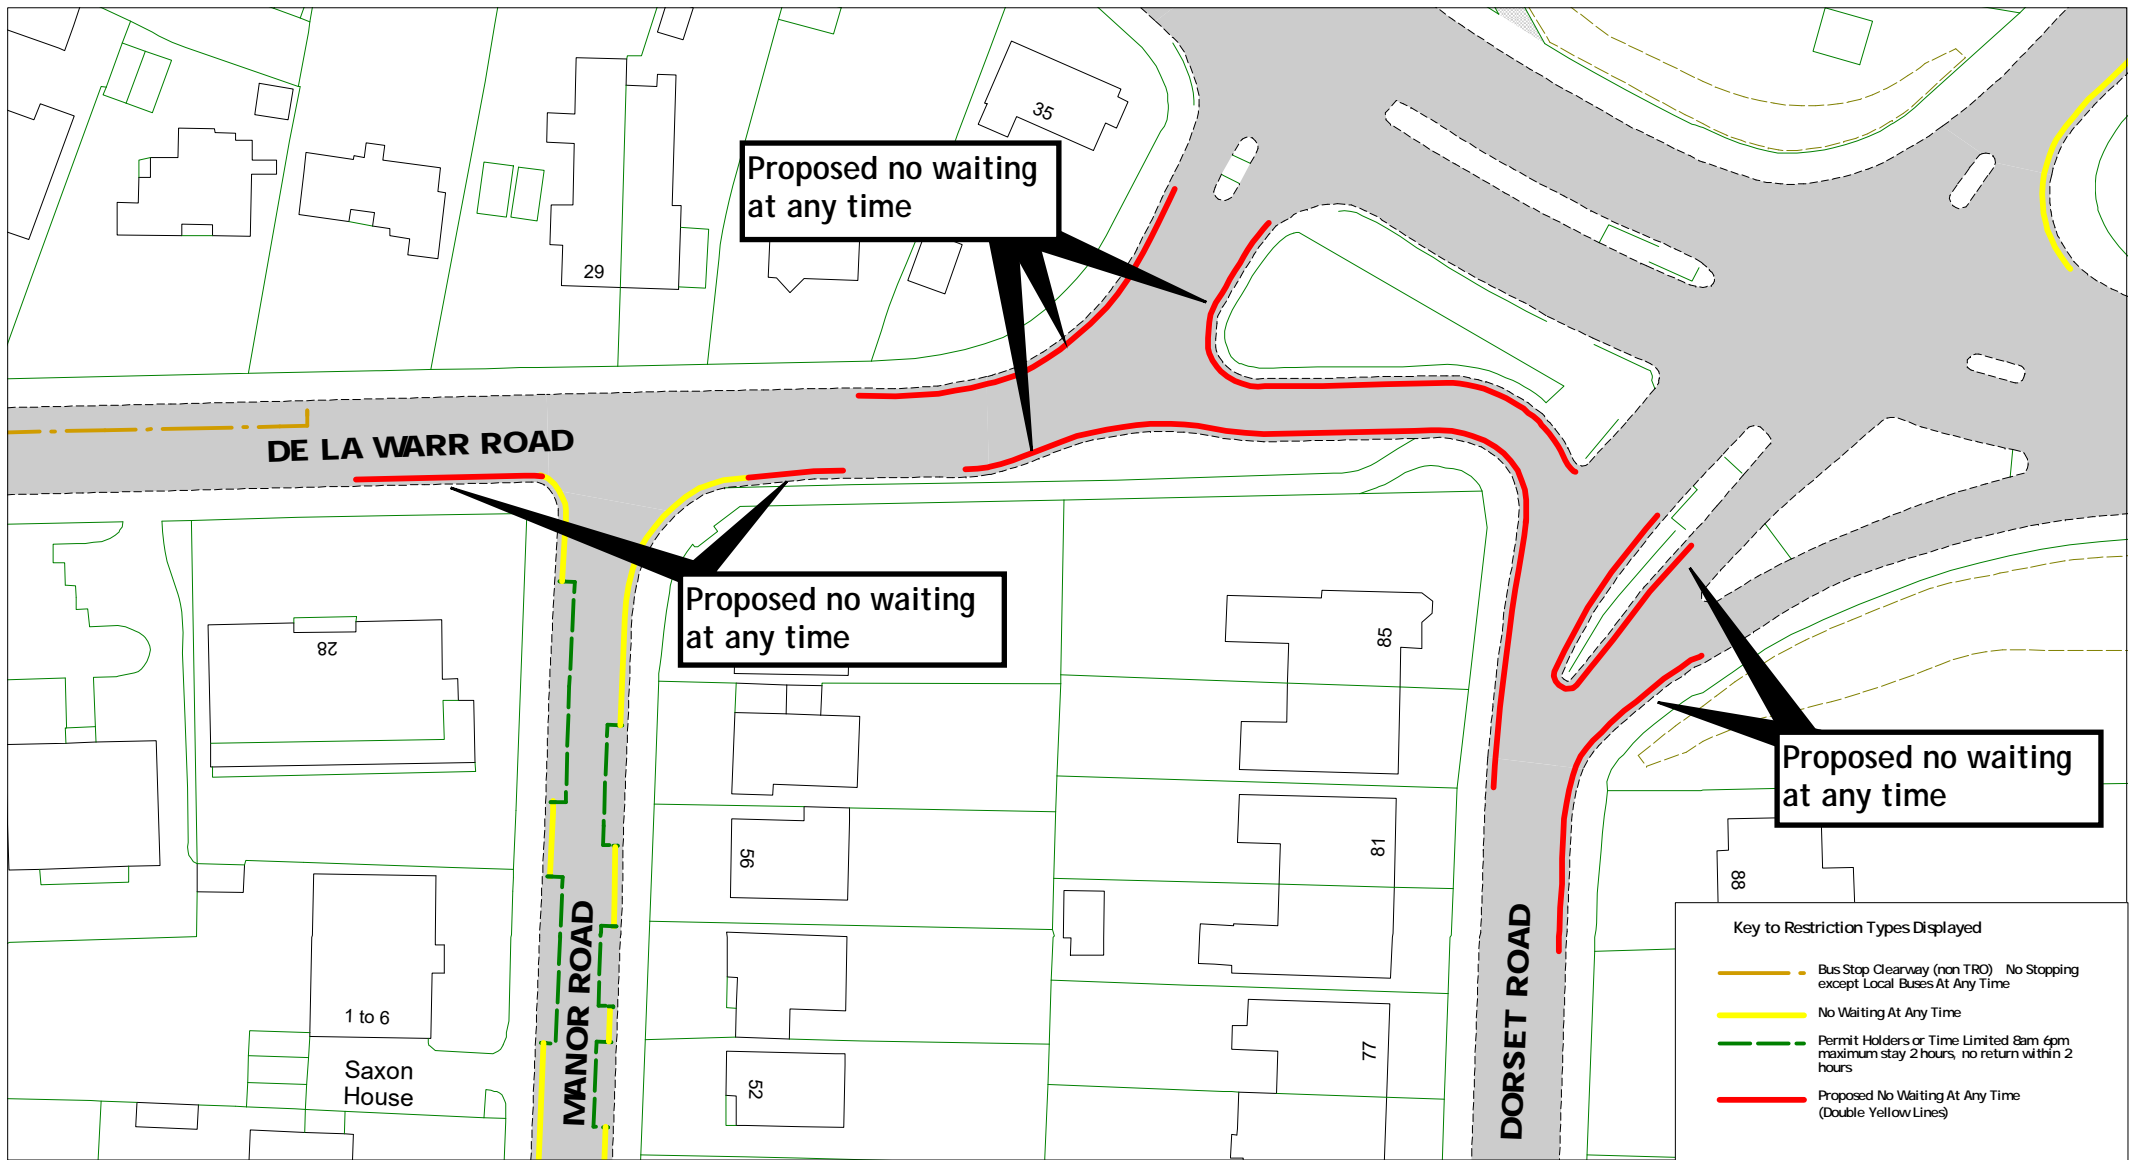 35
Proposed no waiting
at any time
29
DE LA WARR ROAD
Proposed no waiting
at any time
28
85
Proposed no waiting
at any time
56
81
88
MANOR ROAD
DORSET ROAD
1 to 6
Saxon
House
52
77
Key to Restriction Types Displayed
Bus Stop Clearway (non TRO) No Stopping
except Local Buses At Any Time
No Waiting At Any Time
Permit Holders or Time Limited 8am 6pm
maximum stay 2 hours, no return within 2
hours
Proposed No Waiting At Any Time
(Double Yellow Lines)